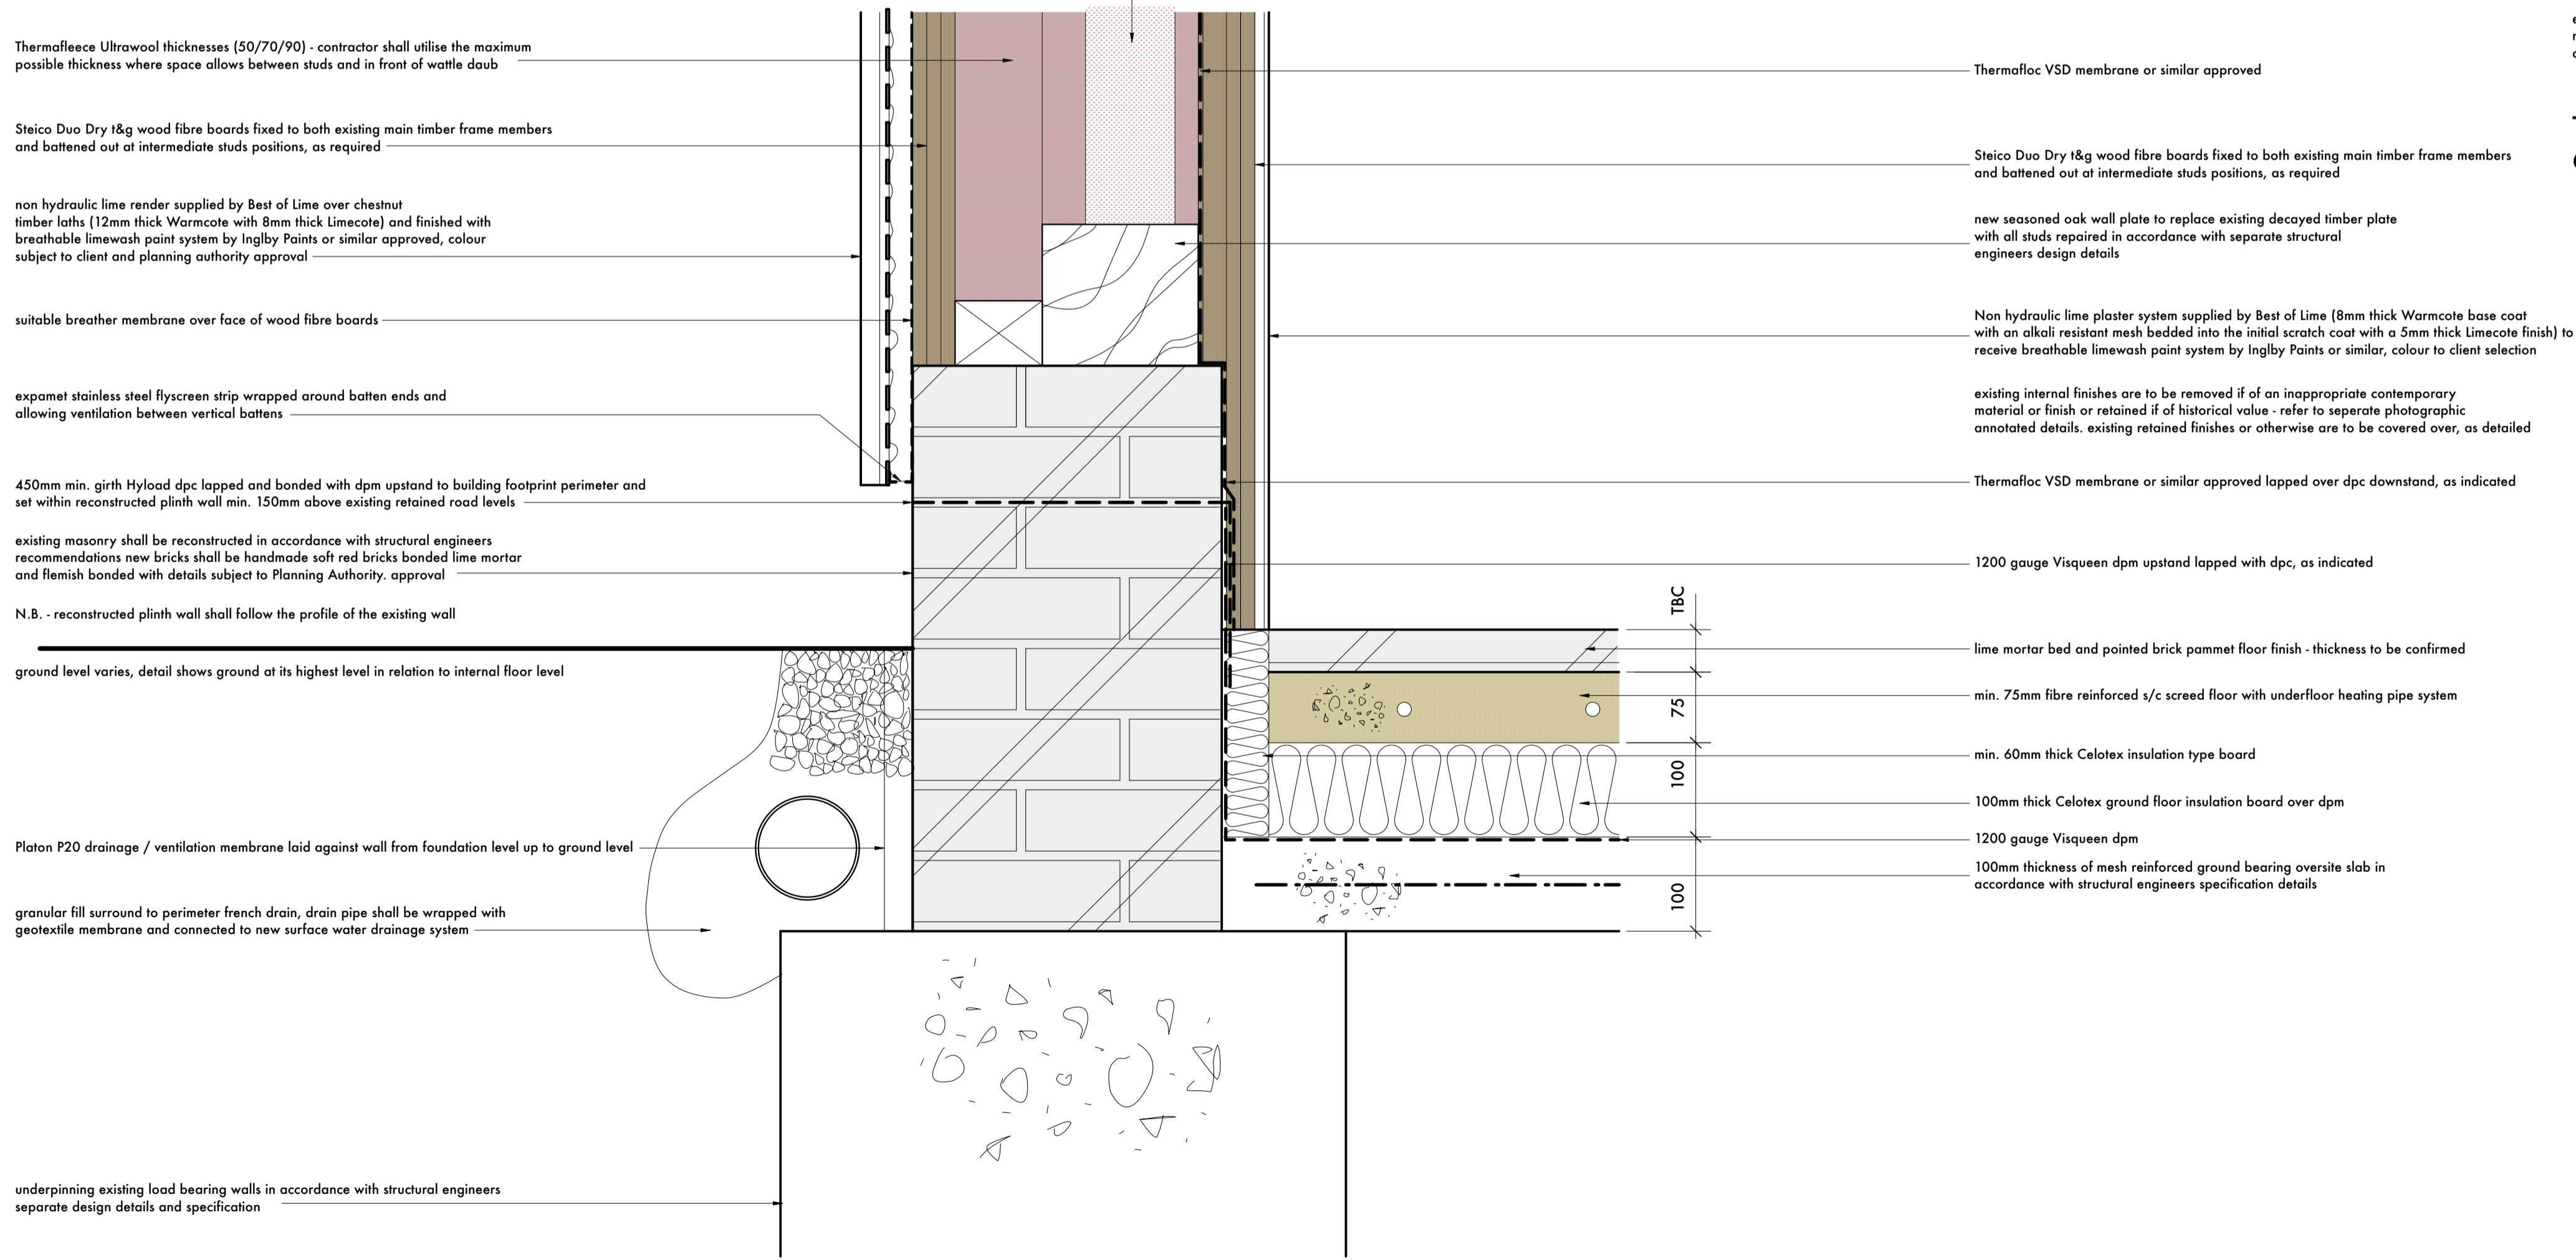 Thermafleece Ultrawool thicknesses (50/70/90) - contractor shall utilise the maximum
possible thickness where space allows between studs and in front of wattle daub
Steico Duo Dry t&g wood fibre boards fixed to both existing main timber frame members
and battened out at intermediate studs positions, as required
non hydraulic lime render supplied by Best of Lime over chestnut
timber laths (12mm thick Warmcote with 8mm thick Limecote) and finished with
breathable limewash paint system by Inglby Paints or similar approved, colour
subject to client and planning authority approval
suitable breather membrane over face of wood fibre boards
expamet stainless steel flyscreen strip wrapped around batten ends and
allowing ventilation between vertical battens
450mm min. girth Hyload dpc lapped and bonded with dpm upstand to building footprint perimeter and
set within reconstructed plinth wall min. 150mm above existing retained road levels
existing masonry shall be reconstructed in accordance with structural engineers
recommendations new bricks shall be handmade soft red bricks bonded lime mortar
and flemish bonded with details subject to Planning Authority. approval
N.B. - reconstructed plinth wall shall follow the profile of the existing wall
ground level varies, detail shows ground at its highest level in relation to internal floor level
Platon P20 drainage / ventilation membrane laid against wall from foundation level up to ground level
granular fill surround to perimeter french drain, drain pipe shall be wrapped with
geotextile membrane and connected to new surface water drainage system
underpinning existing load bearing walls in accordance with structural engineers
separate design details and specification
TBC
75
100
100
Thermafloc VSD membrane or similar approved
Steico Duo Dry t&g wood fibre boards fixed to both existing main timber frame members
and battened out at intermediate studs positions, as required
new seasoned oak wall plate to replace existing decayed timber plate
with all studs repaired in accordance with separate structural
engineers design details
Non hydraulic lime plaster system supplied by Best of Lime (8mm thick Warmcote base coat
with an alkali resistant mesh bedded into the initial scratch coat with a 5mm thick Limecote finish) to
receive breathable limewash paint system by Inglby Paints or similar, colour to client selection
existing internal finishes are to be removed if of an inappropriate contemporary
material or finish or retained if of historical value - refer to seperate photographic
annotated details. existing retained finishes or otherwise are to be covered over, as detailed
Thermafloc VSD membrane or similar approved lapped over dpc downstand, as indicated
1200 gauge Visqueen dpm upstand lapped with dpc, as indicated
lime mortar bed and pointed brick pammet floor finish - thickness to be confirmed
min. 75mm fibre reinforced s/c screed floor with underfloor heating pipe system
min. 60mm thick Celotex insulation type board
100mm thick Celotex ground floor insulation board over dpm
1200 gauge Visqueen dpm
100mm thickness of mesh reinforced ground bearing oversite slab in
accordance with structural engineers specification details